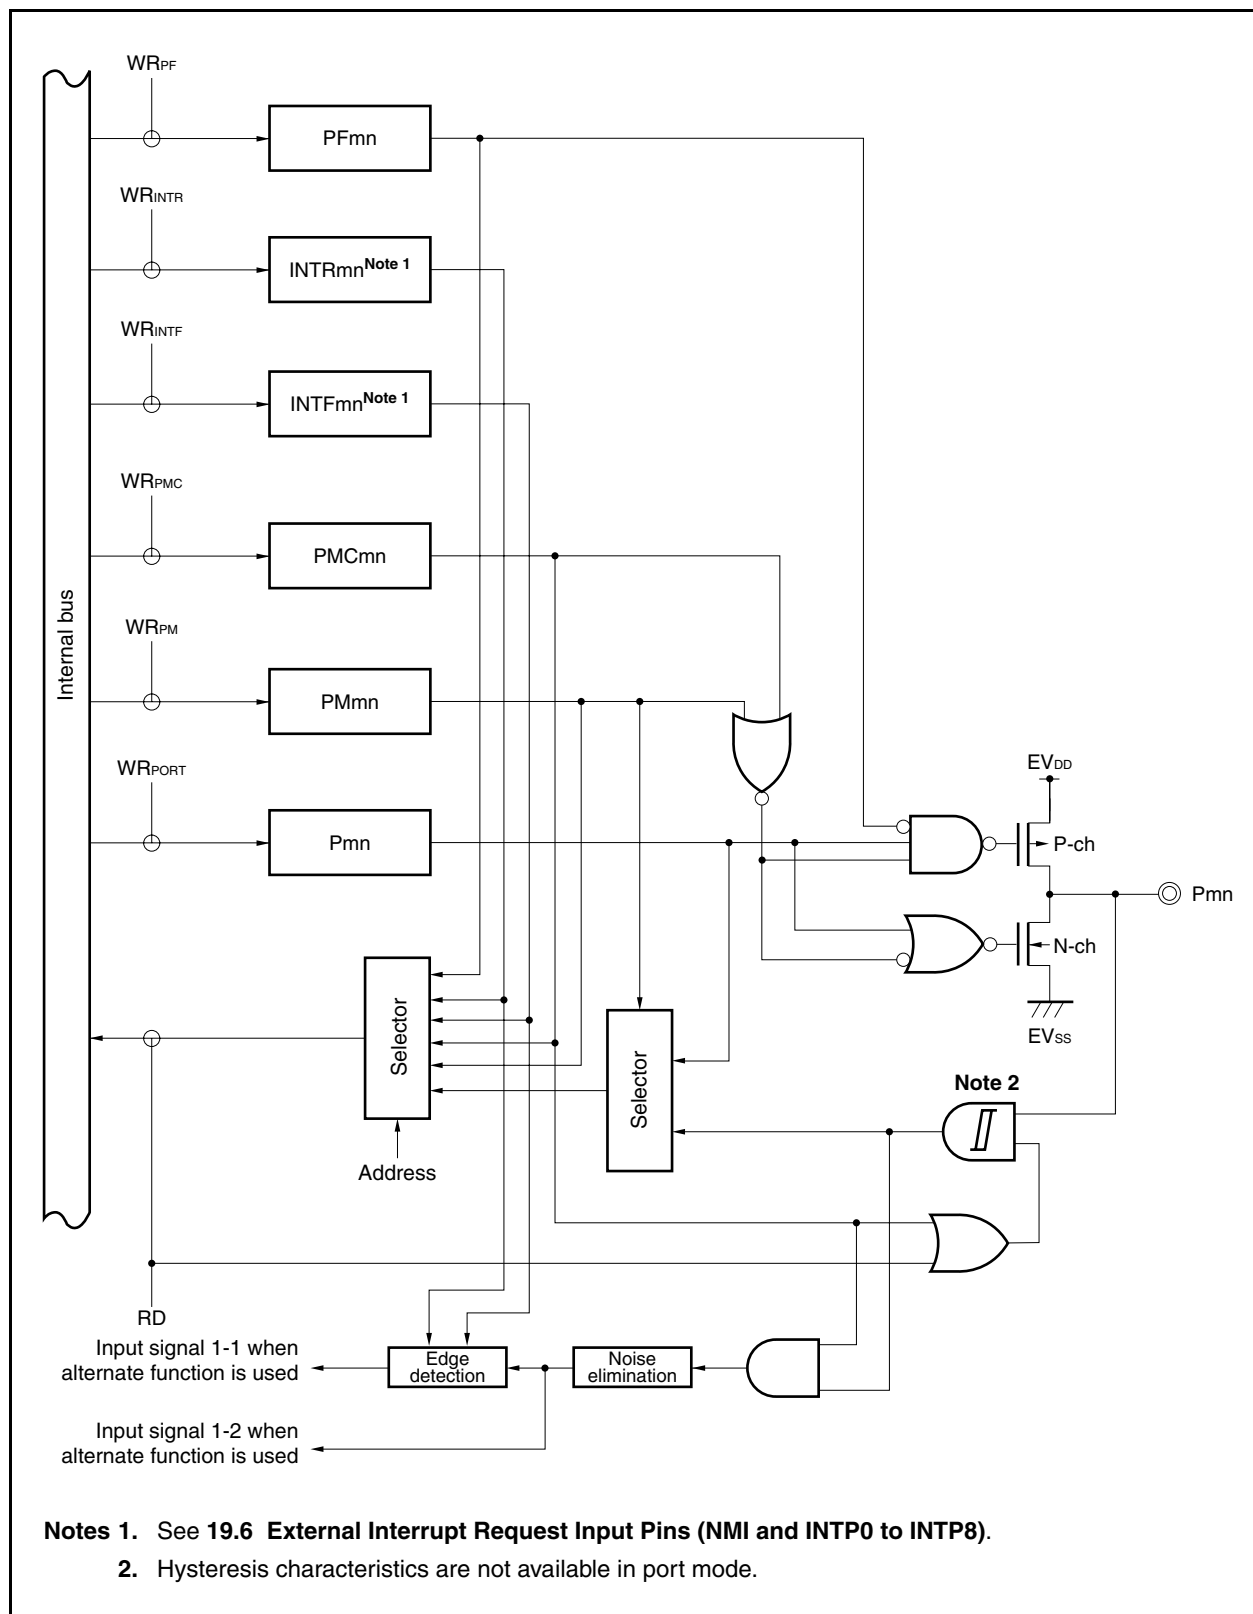 WRPF
PFmn
WRINTR
INTRmnNote 1
WRINTF
INTFmnNote 1
WRPMC
PMCmn
Internal bus
WRPM
PMmn
WRPORT
Pmn
EVDD
P-ch
Pmn
N-ch
EVSS
Selector
Selector
Note 2
Address
RD
Input signal 1-1 when
alternate function is used
Edge
detection
Noise
elimination
Input signal 1-2 when
alternate function is used
Notes 1. See 19.6 External Interrupt Request Input Pins (NMI and INTP0 to INTP8).
2. Hysteresis characteristics are not available in port mode.